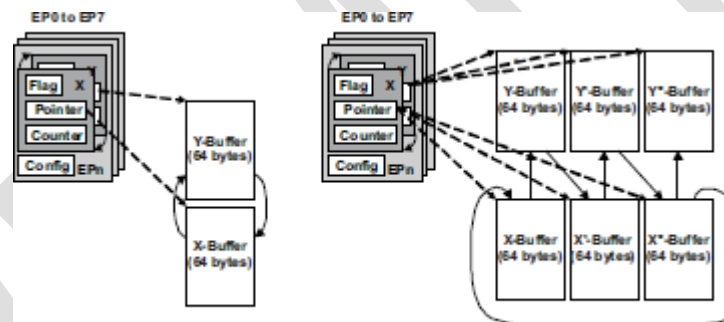 EP0 to EP7
Flag X
Pointer
Counter
Config EPn
Y-Buffer
(64 bytes)
X-Buffer
(64 bytes)
EP0 to EP7
Flag X
Pointer
Counter
Config EPn
Y-Buffer
(64 bytes)
Y'-Buffer
(64 bytes)
Y"-Buffer
(64 bytes)
X-Buffer
(64 bytes)
X'-Buffer
(64 bytes)
X"-Buffer
(64 bytes)